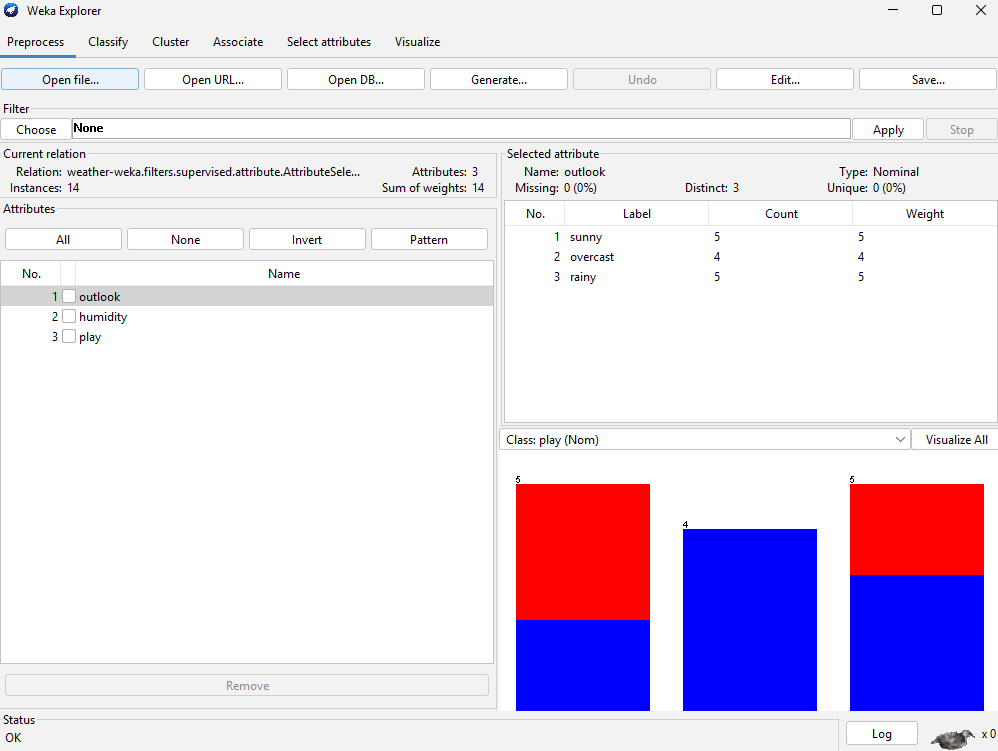 Weka Explorer
Preprocess Classify Cluster Associate Select attributes Visualize
Open file... Open URL... Open DB... Generate... Undo Edit... Save...
Filter
Choose None Apply Stop
Current relation
Relation: weather-weka.filters.supervised.attribute.AttributeSele... Attributes: 3
Instances: 14 Sum of weights: 14
Attributes
All None Invert Pattern
No. Name
1 outlook
2 humidity
3 play
Remove
Selected attribute
Name: outlook Type: Nominal
Missing: 0 (0%) Distinct: 3 Unique: 0 (0%)
No. Label Count Weight
1 sunny 5 5
2 overcast 4 4
3 rainy 5 5
Class: play (Nom) Visualize All
5 4 5
Status
OK
Log x 0